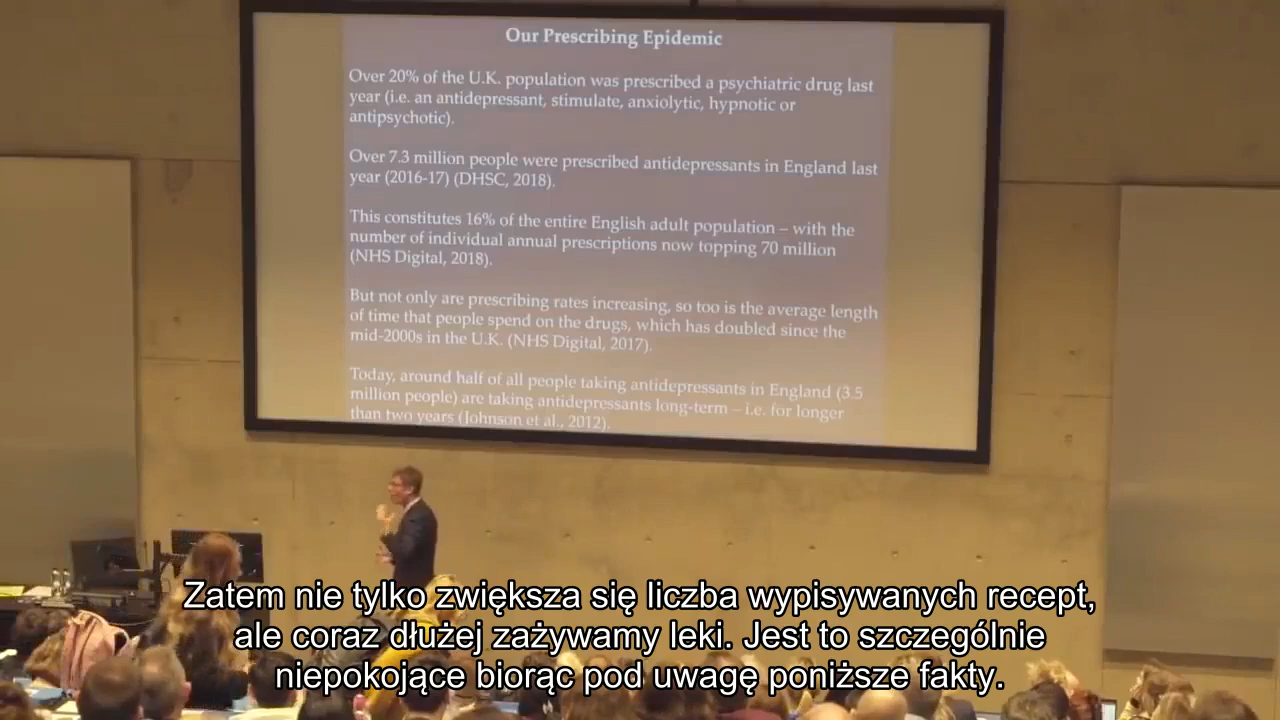 Our Prescribing Epidemic
Over 20% of the U.K. population was prescribed a psychiatric drug last
year (i.e. an antidepressant, stimulate, anxiolytic, hypnotic or
antipsychotic).
Over 7.3 million people were prescribed antidepressants in England last
year (2016-17) (DHSC, 2018).
This constitutes 16% of the entire English adult population – with the
number of individual annual prescriptions now topping 70 million
(NHS Digital, 2018).
But not only are prescribing rates increasing, so too is the average length
of time that people spend on the drugs, which has doubled since the
mid-2000s in the U.K. (NHS Digital, 2017).
Today, around half of all people taking antidepressants in England (3.5
million people) are taking antidepressants long-term – i.e. for longer
than two years (Johnson et al., 2012).
Zatem nie tylko zwiększa się liczba wypisywanych recept,
ale coraz dłużej zażywamy leki. Jest to szczególnie
niepokojące biorąc pod uwagę poniższe fakty.